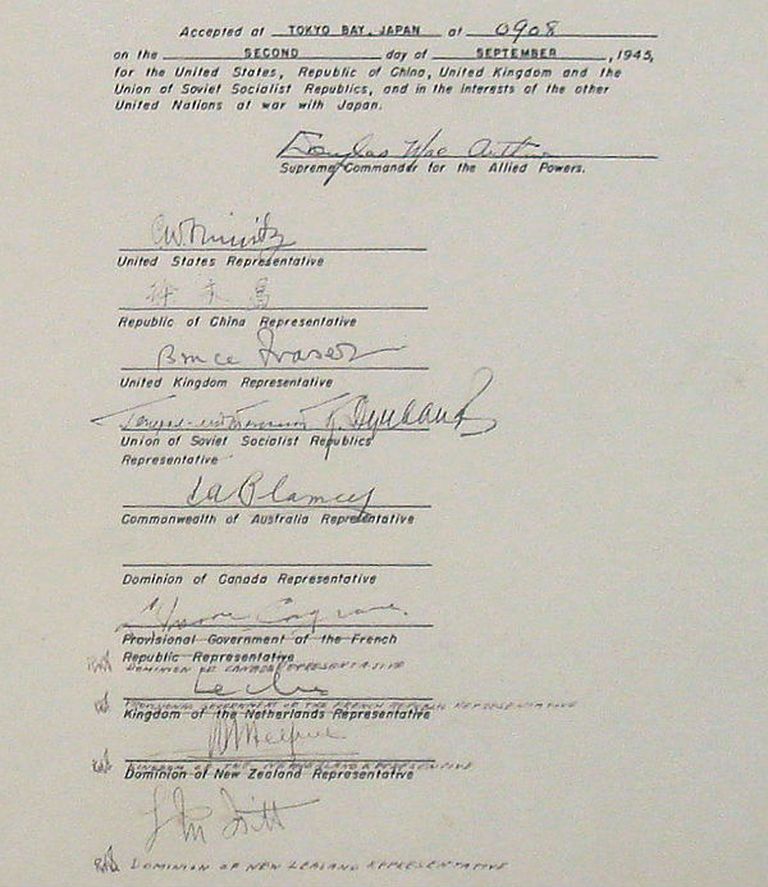 Accepted at TOKYO BAY, JAPAN at 0908
on the SECOND day of SEPTEMBER, 1945,
for the United States, Republic of China, United Kingdom and the
Union of Soviet Socialist Republics, and in the interests of the other
United Nations at war with Japan.
Douglas MacArthur
Supreme Commander for the Allied Powers.
C.W. Nimitz
United States Representative
徐永昌
Republic of China Representative
Bruce Fraser
United Kingdom Representative
Union of Soviet Socialist Republics
Representative
T.A. Blamey
Commonwealth of Australia Representative
Dominion of Canada Representative
L. Moore Cosgrave.
Provisional Government of the French
Republic Representative
DOMINION OF CANADA REPRESENTATIVE
Leclerc
PROVISIONAL GOVERNMENT OF THE FRENCH REPUBLIC REPRESENTATIVE
Kingdom of the Netherlands Representative
Helfrich
KINGDOM OF THE NETHERLANDS REPRESENTATIVE
Dominion of New Zealand Representative
L M Isitt
DOMINION OF NEW ZEALAND REPRESENTATIVE